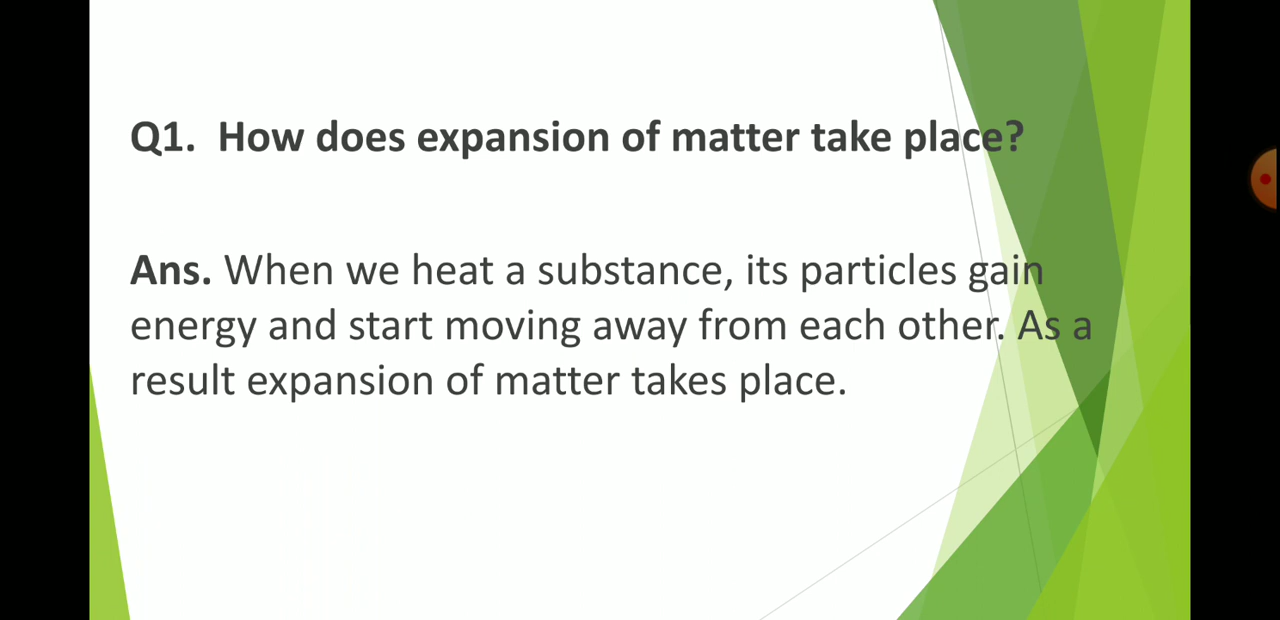 Q1. How does expansion of matter take place?
Ans. When we heat a substance, its particles gain
energy and start moving away from each other. As a
result expansion of matter takes place.